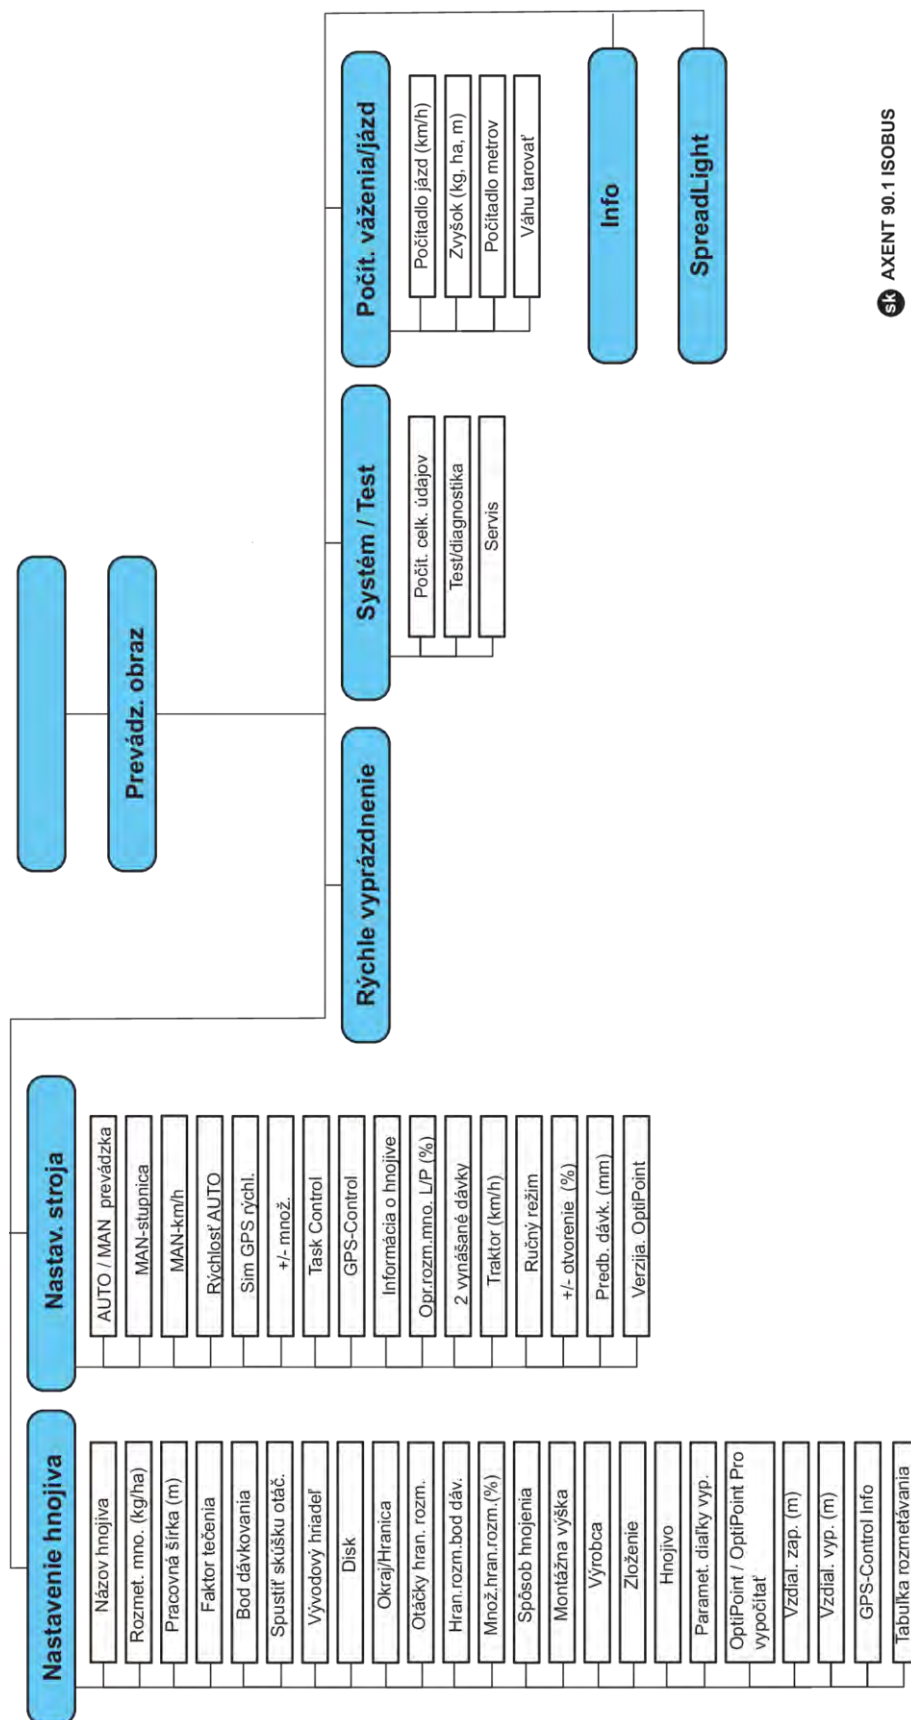 Prevádz. obraz
Nastavenie hnojiva
Názov hnojiva
Rozmet. mno. (kg/ha)
Pracovná šírka (m)
Faktor tečenia
Bod dávkovania
Spustiť skúšku otáč.
Vývodový hriadeľ
Disk
Okraj/Hranica
Otáčky hran. rozm.
Hran.rozm.bod dáv.
Množ.hran.rozm.(%)
Spôsob hnojenia
Montážna výška
Výrobca
Zloženie
Hnojivo
Paramet. diaľky vyp.
OptiPoint / OptiPoint Pro
vypočítať
Vzdial. zap. (m)
Vzdial. vyp. (m)
GPS-Control Info
Tabuľka rozmetávania
Nastav. stroja
AUTO / MAN prevádzka
MAN-stupnica
MAN-km/h
Rýchlosť AUTO
Sim GPS rýchl.
+/- množ.
Task Control
GPS-Control
Informácia o hnojive
Opr.rozm.mno. L/P (%)
2 vynášané dávky
Traktor (km/h)
Ručný režim
+/- otvorenie (%)
Predb. dávk. (mm)
Verzija. OptiPoint
Rýchle vyprázdnenie
Systém / Test
Počít. celk. údajov
Test/diagnostika
Servis
Počít. váženia/jázd
Počítadlo jázd (km/h)
Zvyšok (kg, ha, m)
Počítadlo metrov
Váhu tarovať
Info
SpreadLight
sk AXENT 90.1 ISOBUS